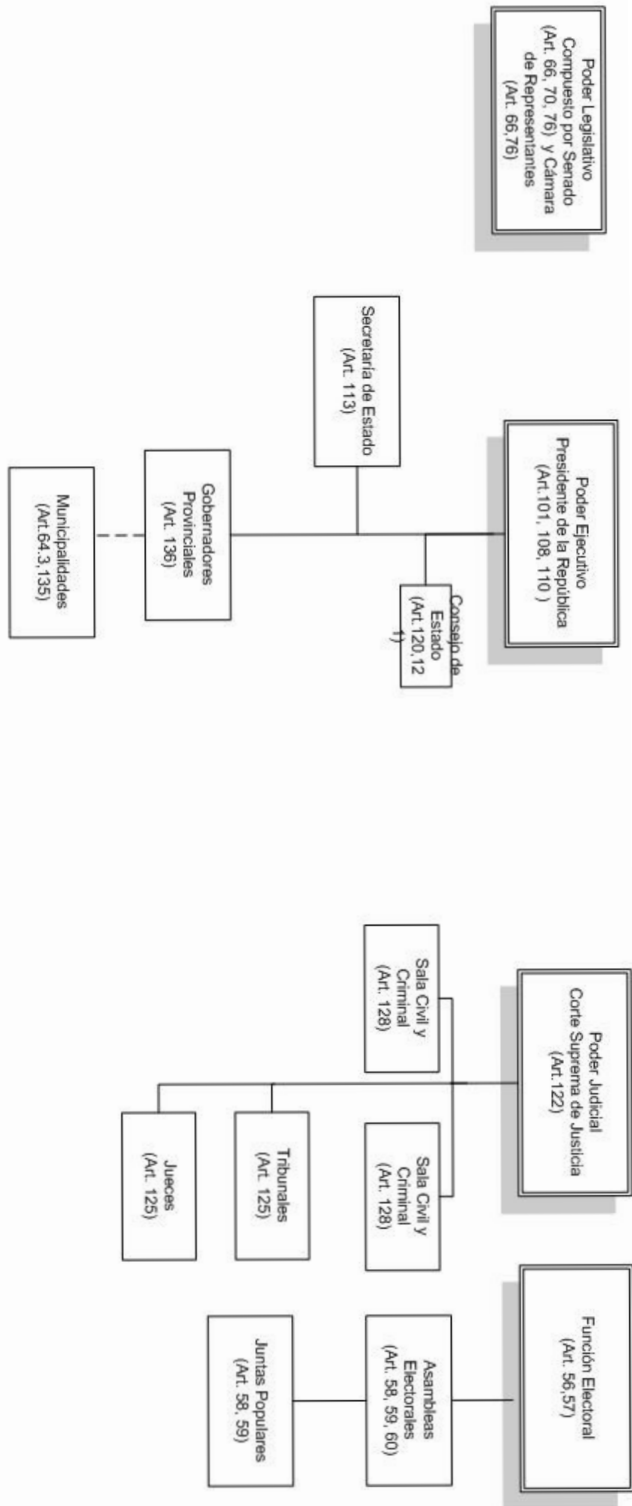 Poder Legislativo
Compuesto por Senado
(Art. 66, 70, 76) y Cámara
de Representantes
(Art. 66,76)
Poder Ejecutivo
Presidente de la República
(Art.101, 108, 110 )
Consejo de
Estado
(Art.120,12
1)
Secretaría de Estado
(Art. 113)
Gobernadores
Provinciales
(Art. 136)
Municipalidades
(Art.64.3,135)
Poder Judicial
Corte Suprema de Justicia
(Art.122)
Sala Civil y
Criminal
(Art. 128)
Sala Civil y
Criminal
(Art. 128)
Tribunales
(Art. 125)
Jueces
(Art. 125)
Función Electoral
(Art. 56,57)
Asambleas
Electorales
(Art. 58, 59, 60)
Juntas Populares
(Art. 58, 59)